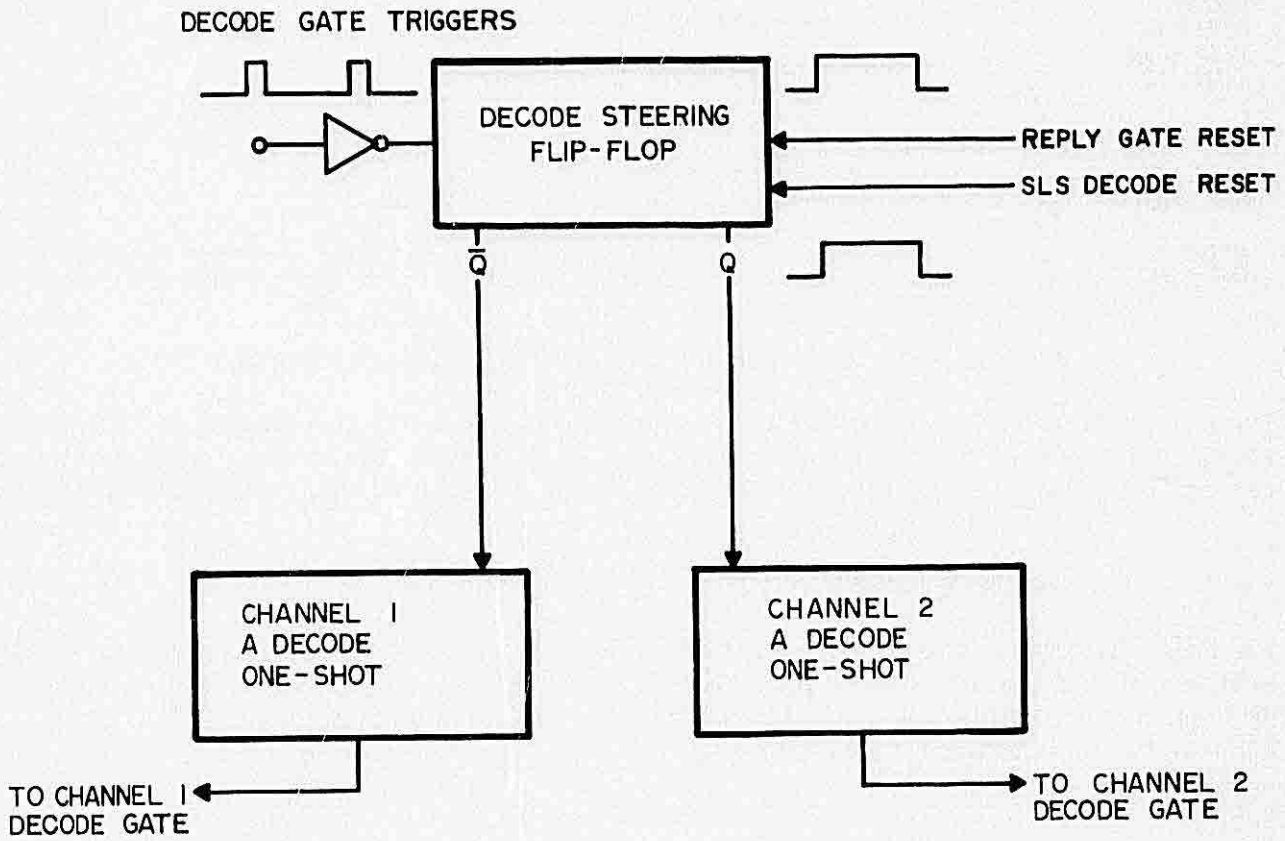 DECODE GATE TRIGGERS
DECODE STEERING
FLIP-FLOP
REPLY GATE RESET
SLS DECODE RESET
Q̅
Q
CHANNEL 1
A DECODE
ONE-SHOT
CHANNEL 2
A DECODE
ONE-SHOT
TO CHANNEL 1
DECODE GATE
TO CHANNEL 2
DECODE GATE